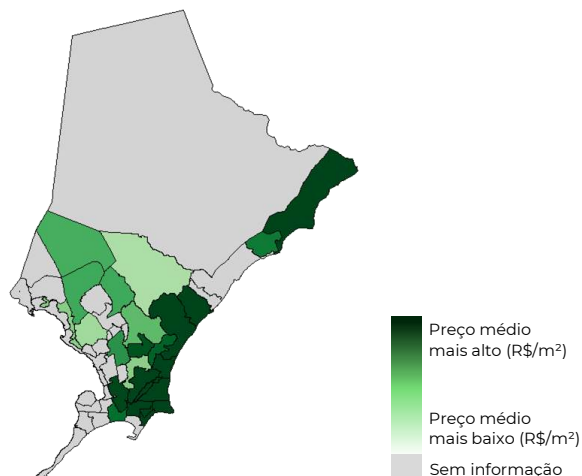 Preço médio
mais alto (R$/m²)
Preço médio
mais baixo (R$/m²)
Sem informação